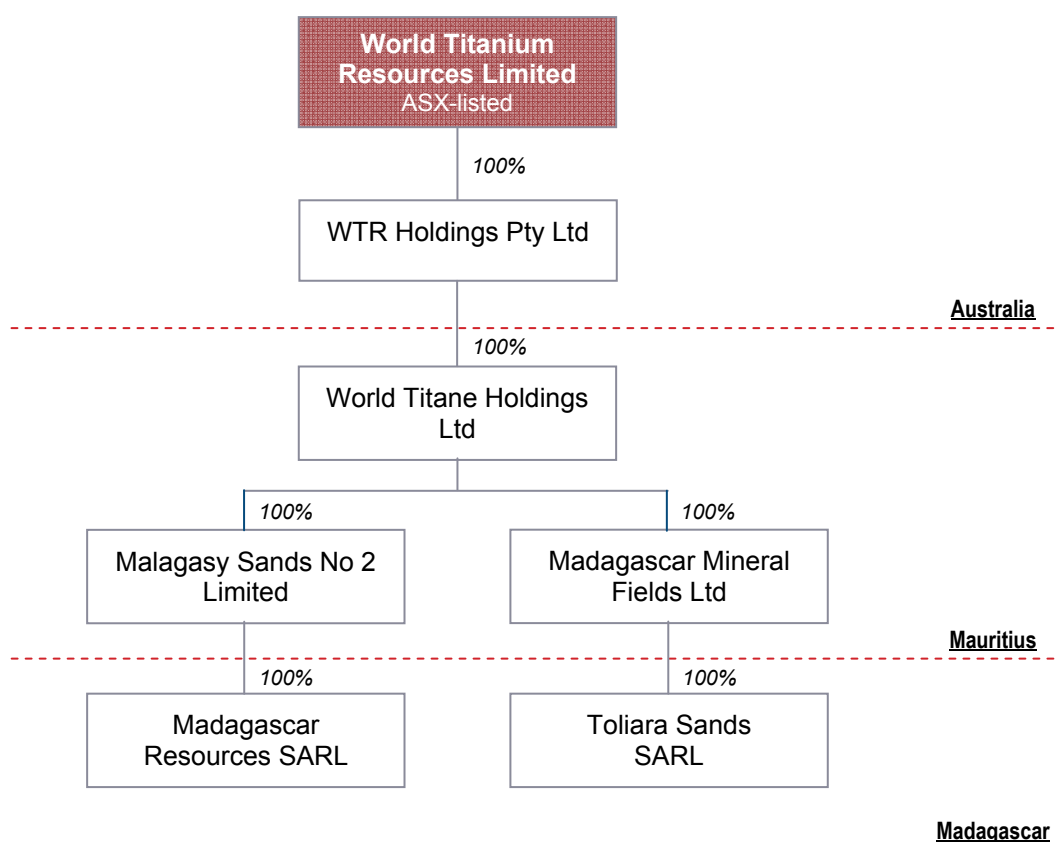 World Titanium
Resources Limited
ASX-listed
100%
WTR Holdings Pty Ltd
Australia
100%
World Titane Holdings
Ltd
100%
100%
Malagasy Sands No 2
Limited
Madagascar Mineral
Fields Ltd
Mauritius
100%
100%
Madagascar
Resources SARL
Toliara Sands
SARL
Madagascar